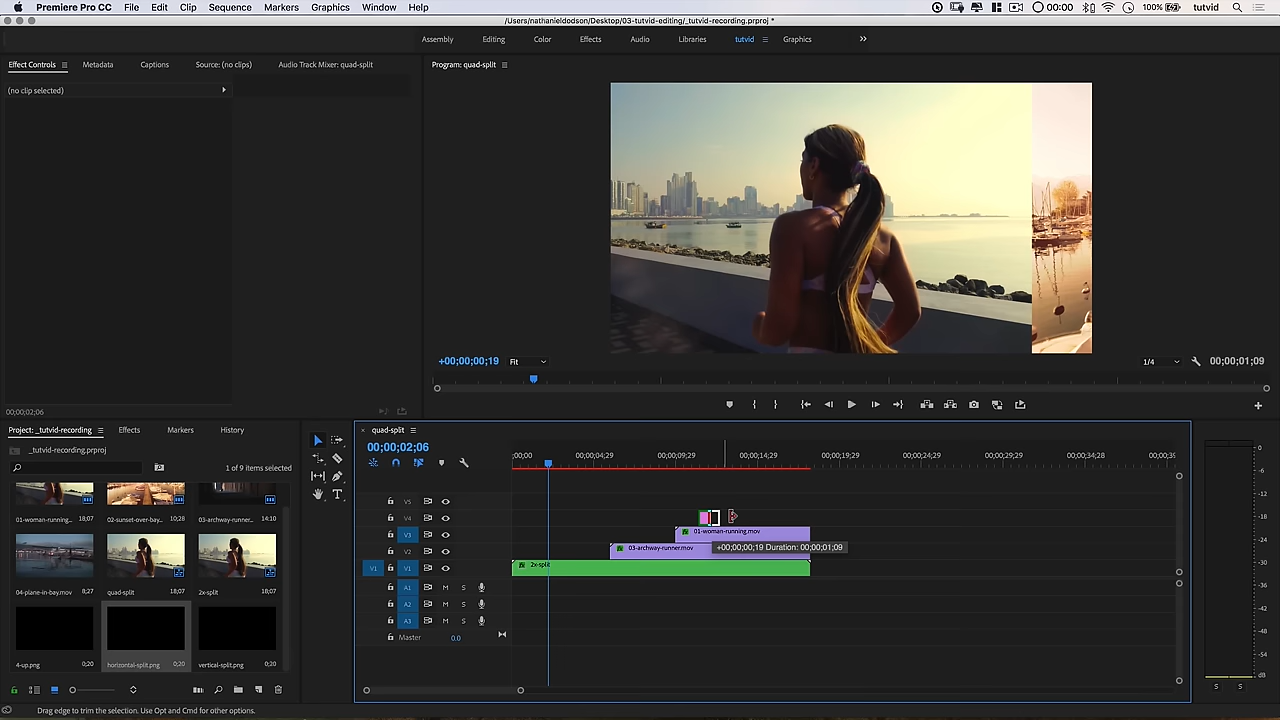 Premiere Pro CC File Edit Clip Sequence Markers Graphics Window Help 00:00 100% tutvid
/Users/nathanieldodson/Desktop/03-tutvid-editing/_tutvid-recording.prproj *
Assembly Editing Color Effects Audio Libraries tutvid Graphics
Effect Controls Metadata Captions Source: (no clips) Audio Track Mixer: quad-split
(no clip selected)
00;00;02;06
Program: quad-split
+00;00;00;19 Fit 1/4 00;00;01;09
Project: _tutvid-recording Effects Markers History
_tutvid-recording.prproj
1 of 9 items selected
01-woman-running... 18;07 02-sunset-over-bay... 10;28 03-archway-runner... 14;10
04-plane-in-bay.mov 8;27 quad-split 18;07 2x-split 18;07
4-up.png 0;20 horizontal-split.png 0;20 vertical-split.png 0;20
× quad-split
00;00;02;06
;00;00 00;00;04;29 00;00;09;29 00;00;14;29 00;00;19;29 00;00;24;29 00;00;29;29 00;00;34;28 00;00;39
V5
V4
V3 01-woman-running.mov
V2 03-archway-runner.mov +00;00;00;19 Duration: 00;00;01;09
V1 V1 fx 2x-split
A1 M S
A2 M S
A3 M S
Master 0.0
0
-6
-12
-18
-24
-30
-36
-42
-48
-54
dB
S S
Drag edge to trim the selection. Use Opt and Cmd for other options.